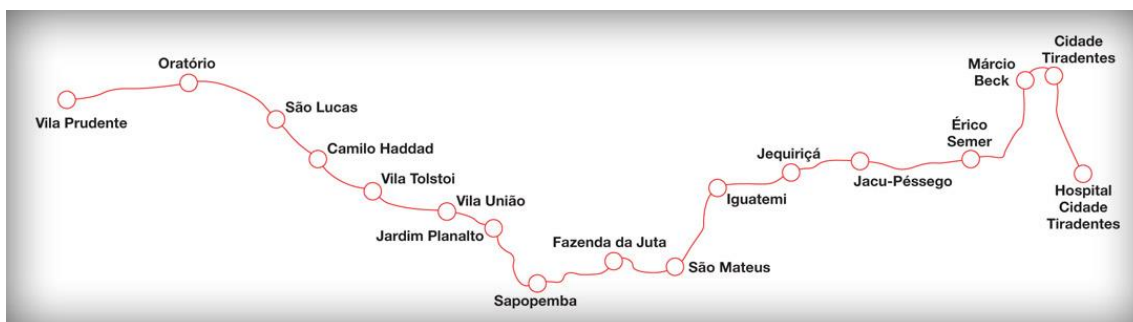 Vila Prudente
Oratório
São Lucas
Camilo Haddad
Vila Tolstoi
Vila União
Jardim Planalto
Sapopemba
Fazenda da Juta
São Mateus
Iguatemi
Jequiriçá
Jacu-Pêssego
Érico
Semer
Márcio
Beck
Cidade
Tiradentes
Hospital
Cidade
Tiradentes